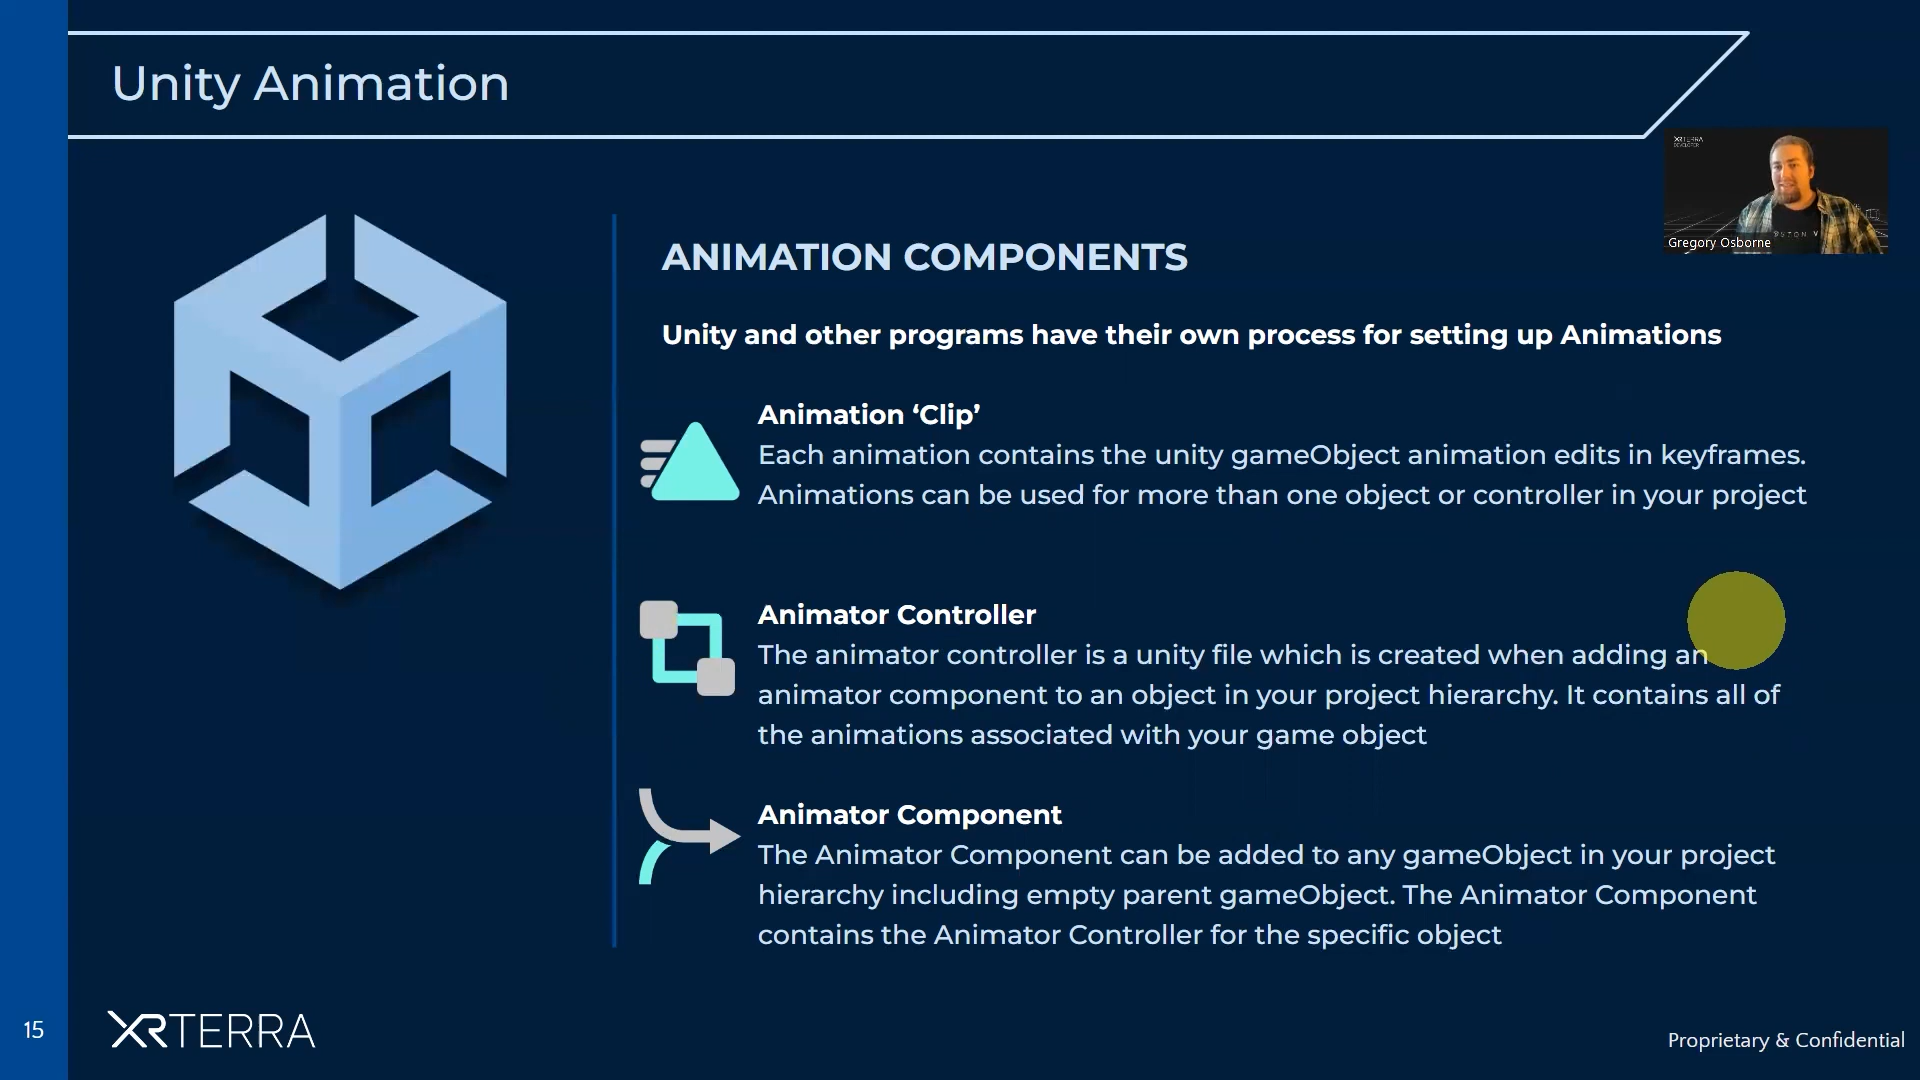 Unity Animation
XRTERRA
DEVELOPER
Gregory Osborne
ANIMATION COMPONENTS
Unity and other programs have their own process for setting up Animations
Animation ‘Clip’
Each animation contains the unity gameObject animation edits in keyframes.
Animations can be used for more than one object or controller in your project
Animator Controller
The animator controller is a unity file which is created when adding an
animator component to an object in your project hierarchy. It contains all of
the animations associated with your game object
Animator Component
The Animator Component can be added to any gameObject in your project
hierarchy including empty parent gameObject. The Animator Component
contains the Animator Controller for the specific object
15
XRTERRA
Proprietary & Confidential